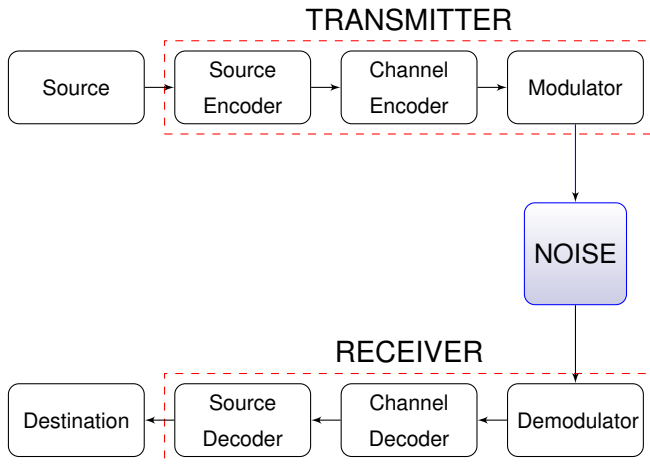 TRANSMITTER
Source
Source
Encoder
Channel
Encoder
Modulator
NOISE
RECEIVER
Destination
Source
Decoder
Channel
Decoder
Demodulator